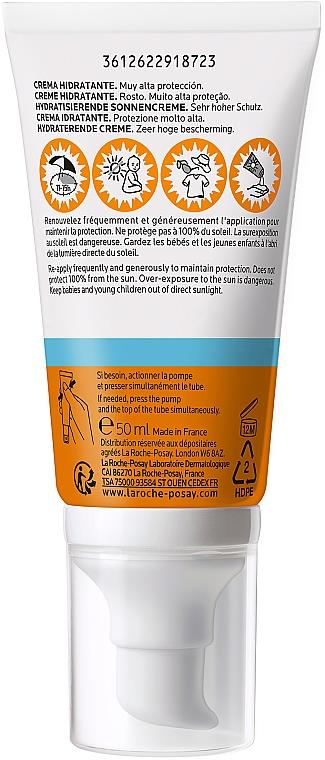 3612622918723
CREMA HIDRATANTE. Muy alta protección.
CREME HIDRATANTE. Rosto. Muito alta proteção.
HYDRATISIERENDE SONNENCREME. Sehr hoher Schutz.
CREMA IDRATANTE. Protezione molto alta.
HYDRATERENDE CREME. Zeer hoge bescherming.
11-15h
Renouvelez fréquemment et généreusement l'application pour
maintenir la protection. Ne protège pas à 100% du soleil. La surexposition
au soleil est dangereuse. Gardez les bébés et les jeunes enfants à l'abri
de la lumière directe du soleil.
Re-apply frequently and generously to maintain protection. Does not
protect 100% from the sun. Over-exposure to the sun is dangerous.
Keep babies and young children out of direct sunlight.
Si besoin, actionner la pompe
et presser simultanément le tube.
If needed, press the pump
and the top of the tube simultaneously.
e 50 ml Made in France
12M
Distribution réservée aux dépositaires
agréés La Roche-Posay. London W6 8AZ.
La Roche-Posay Laboratoire Dermatologique
CAI 86270 La Roche-Posay, France
TSA 75000 93584 ST OUEN CEDEX FR
www.laroche-posay.com
2
HDPE